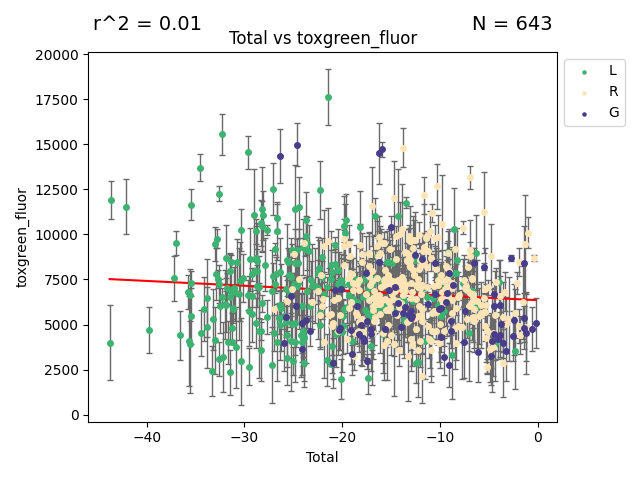 r^2 = 0.01
N = 643
Total vs toxgreen_fluor
20000
17500
15000
12500
10000
7500
5000
2500
0
toxgreen_fluor
−40
−30
−20
−10
0
Total
L
R
G